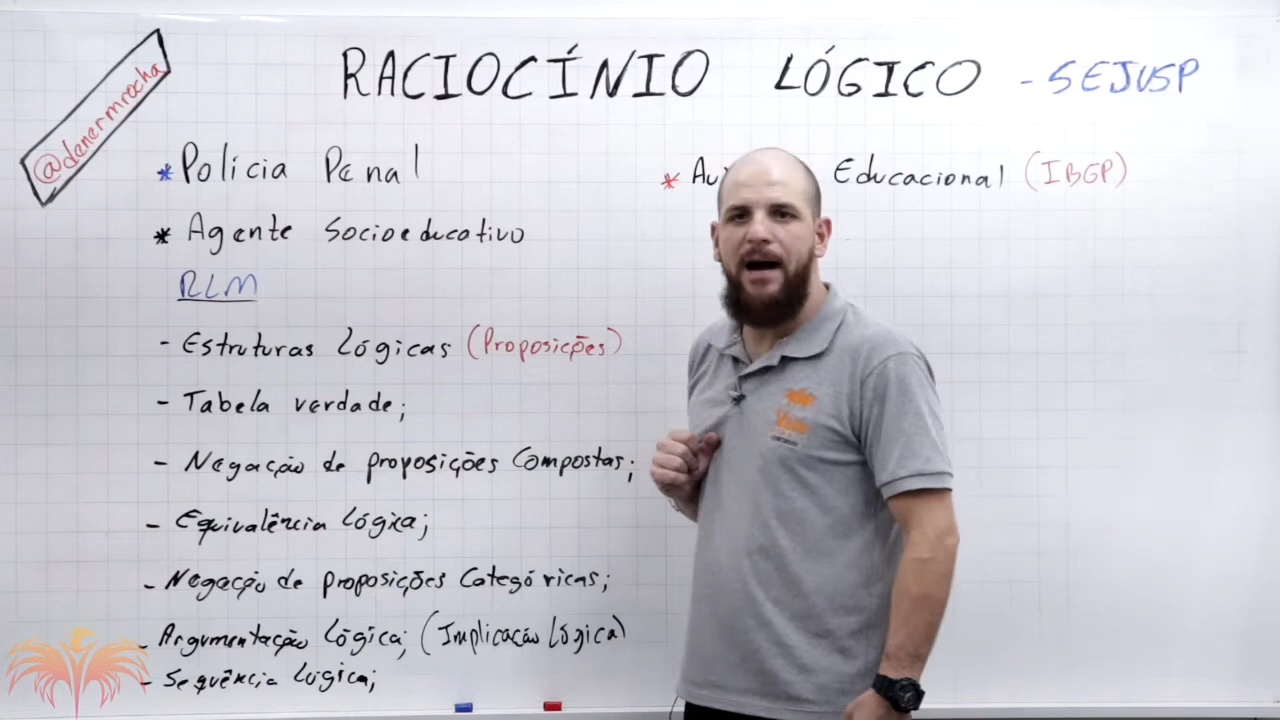 RACIOCÍNIO LÓGICO - SEJUSP
@denermrocha
* Polícia Penal
* Agente Socioeducativo
RLM
- Estruturas Lógicas (Proposições)
- Tabela verdade;
- Negação de proposições Compostas;
- Equivalência Lógica;
- Negação de proposições Categóricas;
- Argumentação Lógica; (Implicação Lógica)
- Sequência Lógica;
* Educacional (IBGP)